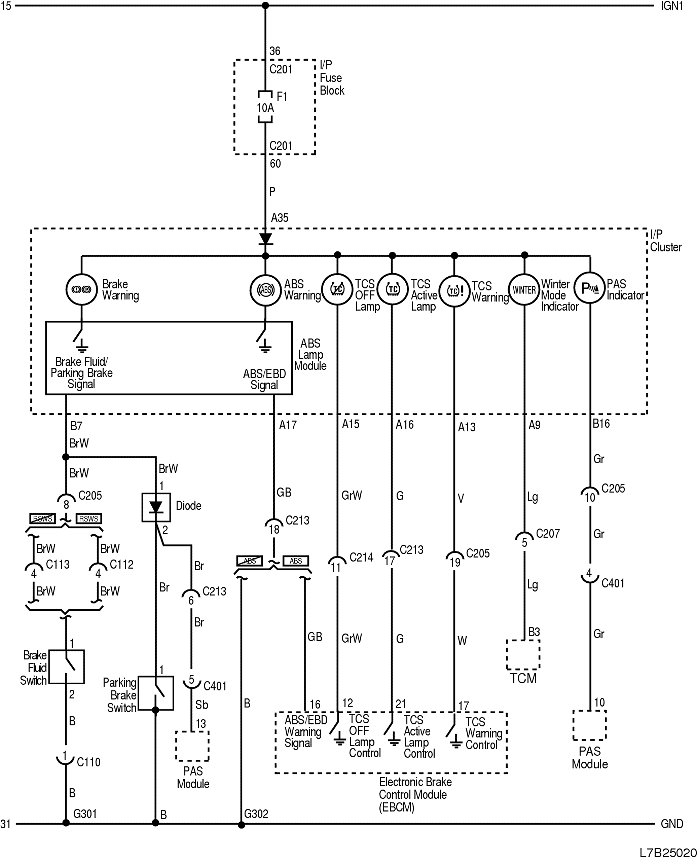 15
IGN1
36
C201
I/P
Fuse
Block
F1
10A
C201
60
P
A35
I/P
Cluster
Brake
Warning
ABS
ABS
Warning
TCS
OFF
Lamp
TC
TCS
Active
Lamp
TC !
TCS
Warning
WINTER
Winter
Mode
Indicator
P
PAS
Indicator
Brake Fluid/
Parking Brake
Signal
ABS/EBD
Signal
ABS
Lamp
Module
B7
A17
A15
A16
A13
A9
B16
BrW
BrW
BrW
Gr
8
C205
1
Diode
2
GB
GrW
G
V
Lg
10
C205
ESWS
ESWS
18
C213
BrW
BrW
4
C113
4
C112
BrW
BrW
Br
Br
ABS
ABS
11
C214
17
C213
19
C205
5
C207
Gr
4
C401
Lg
6
C213
Br
GB
GrW
G
W
B3
TCM
Gr
1
Brake
Fluid
Switch
2
Parking
Brake
Switch
1
5
C401
Sb
13
PAS
Module
B
B
16
12
21
17
10
ABS/EBD
Warning
Signal
TCS
OFF
Lamp
Control
TCS
Active
Lamp
Control
TCS
Warning
Control
PAS
Module
1
C110
Electronic Brake
Control Module
(EBCM)
B
31
G301
B
G302
GND
L7B25020